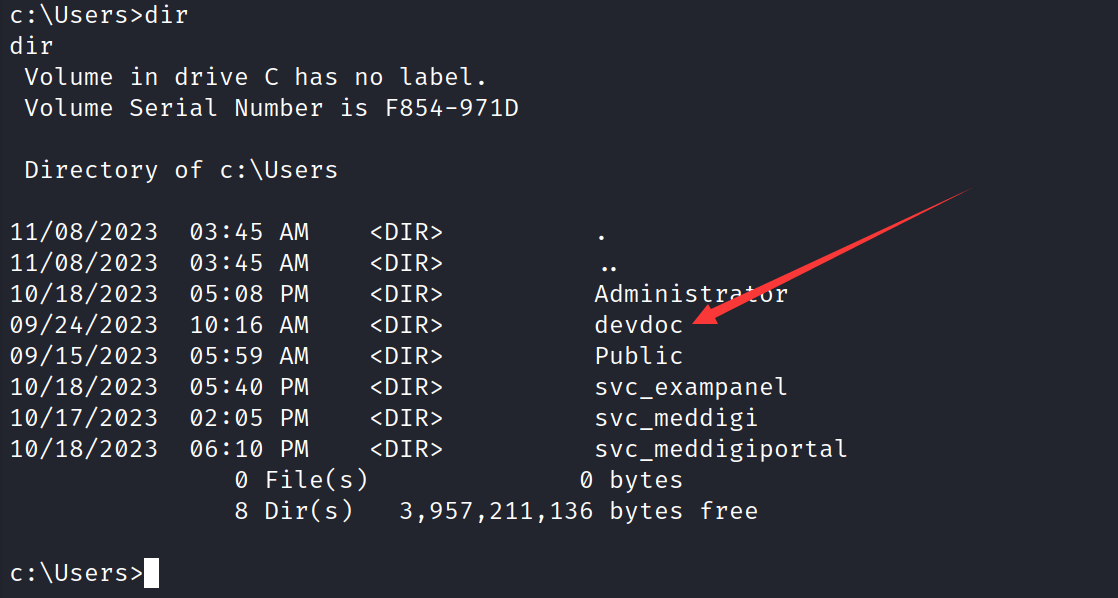 c:\Users>dir
dir
 Volume in drive C has no label.
 Volume Serial Number is F854-971D
 Directory of c:\Users
11/08/2023  03:45 AM    <DIR>          .
11/08/2023  03:45 AM    <DIR>          ..
10/18/2023  05:08 PM    <DIR>          Administrator
09/24/2023  10:16 AM    <DIR>          devdoc
09/15/2023  05:59 AM    <DIR>          Public
10/18/2023  05:40 PM    <DIR>          svc_exampanel
10/17/2023  02:05 PM    <DIR>          svc_meddigi
10/18/2023  06:10 PM    <DIR>          svc_meddigiportal
               0 File(s)              0 bytes
               8 Dir(s)   3,957,211,136 bytes free
c:\Users>